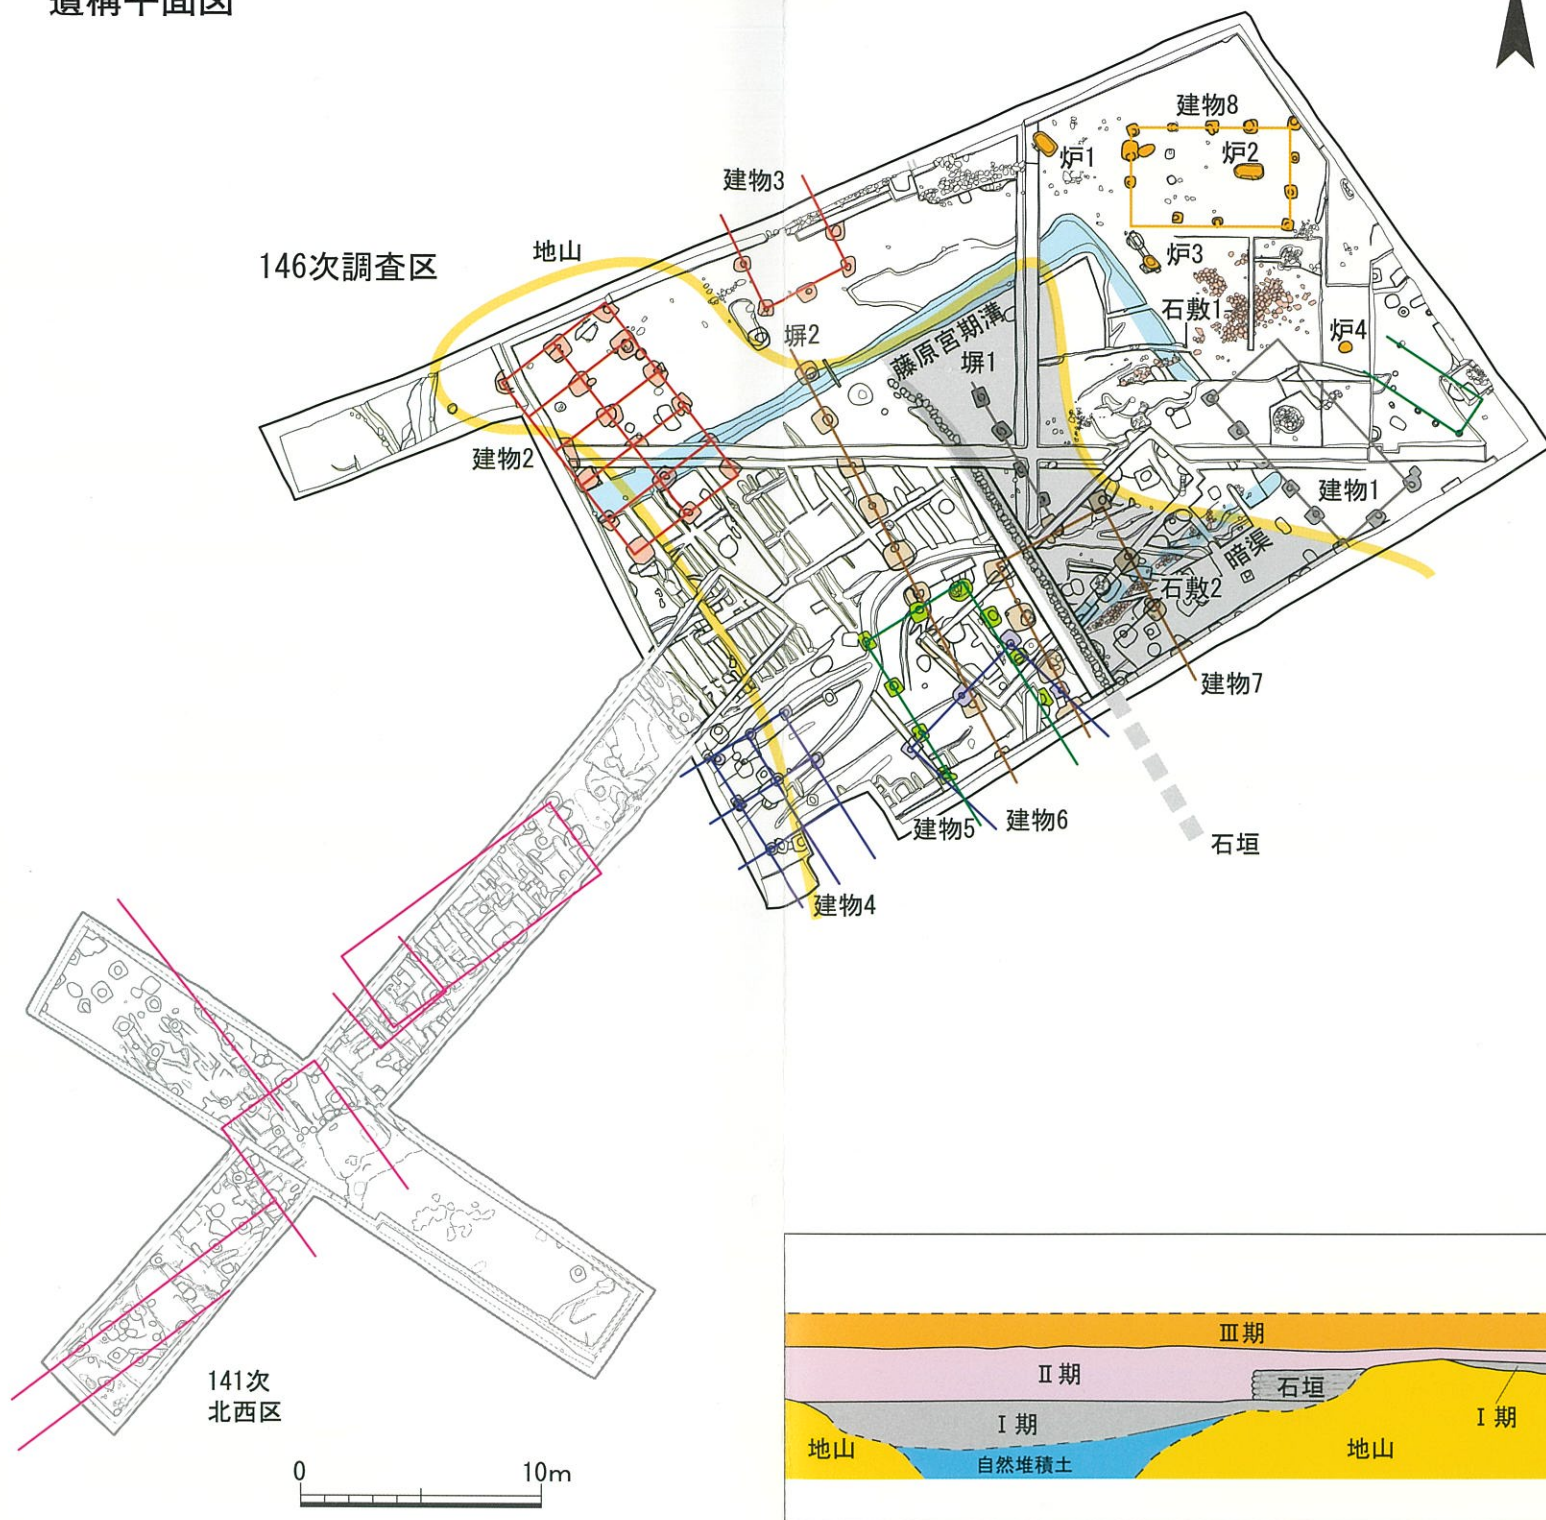 遺構平面図
建物8
炉1
炉2
建物3
146次調査区
地山
炉3
石敷1
炉4
塀2
藤原宮期溝
塀1
建物2
建物1
暗渠
石敷2
建物7
建物5
建物6
石垣
建物4
141次
北西区
0
10m
Ⅲ期
Ⅱ期
石垣
Ⅰ期
Ⅰ期
地山
自然堆積土
地山